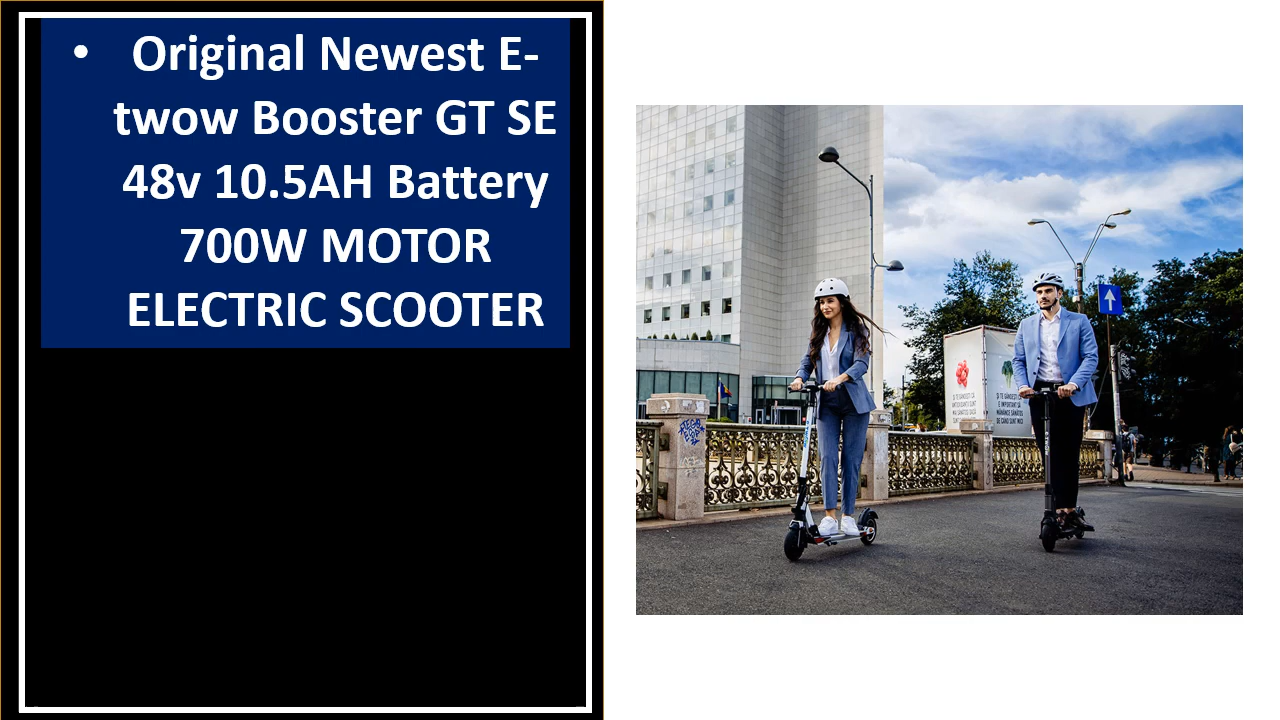 • Original Newest E-
twow Booster GT SE
48v 10.5AH Battery
700W MOTOR
ELECTRIC SCOOTER